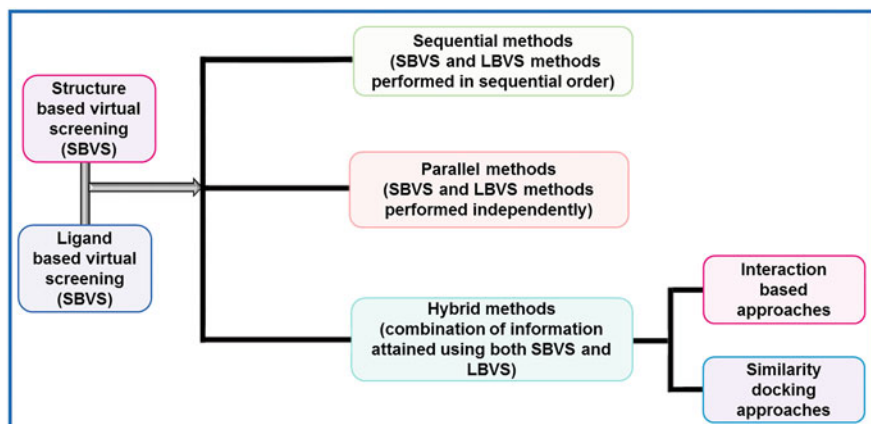 Structure
based virtual
screening
(SBVS)
Ligand
based virtual
screening
(SBVS)
Sequential methods
(SBVS and LBVS methods
performed in sequential order)
Parallel methods
(SBVS and LBVS methods
performed independently)
Hybrid methods
(combination of information
attained using both SBVS and
LBVS)
Interaction
based
approaches
Similarity
docking
approaches